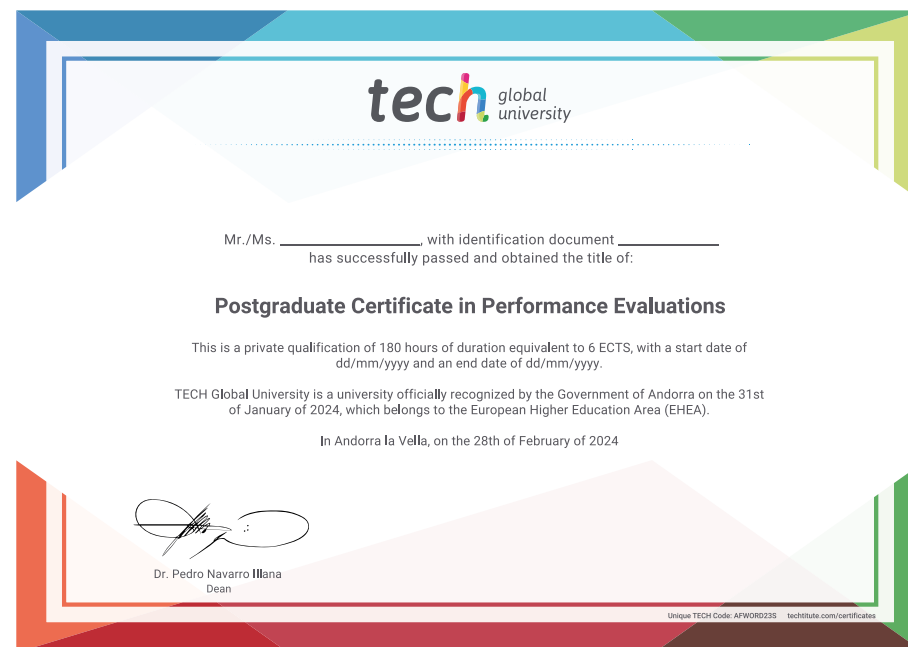 tech global university
Mr./Ms. ____________, with identification document ____________
has successfully passed and obtained the title of:
Postgraduate Certificate in Performance Evaluations
This is a private qualification of 180 hours of duration equivalent to 6 ECTS, with a start date of
dd/mm/yyyy and an end date of dd/mm/yyyy.
TECH Global University is a university officially recognized by the Government of Andorra on the 31st
of January of 2024, which belongs to the European Higher Education Area (EHEA).
In Andorra la Vella, on the 28th of February of 2024
Dr. Pedro Navarro Illana
Dean
Unique TECH Code: AFWORD23S techtitute.com/certificates